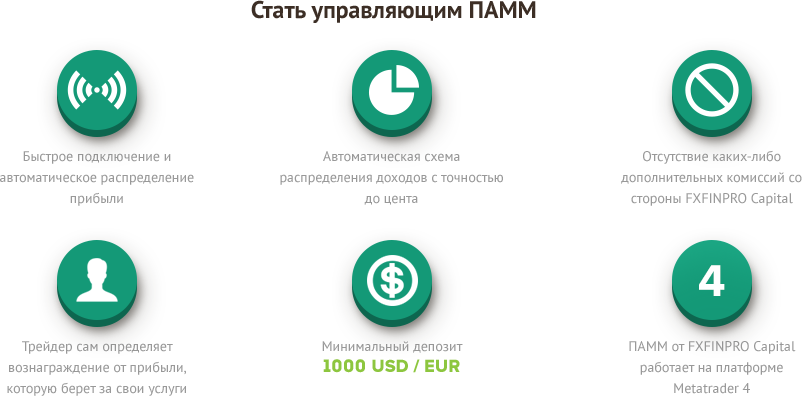 Стать управляющим ПАММ
Быстрое подключение и
автоматическое распределение
прибыли
Автоматическая схема
распределения доходов с точностью
до цента
Отсутствие каких-либо
дополнительных комиссий со
стороны FXFINPRO Capital
Трейдер сам определяет
вознаграждение от прибыли,
которую берет за свои услуги
$
Минимальный депозит
1000 USD / EUR
4
ПАММ от FXFINPRO Capital
работает на платформе
Metatrader 4